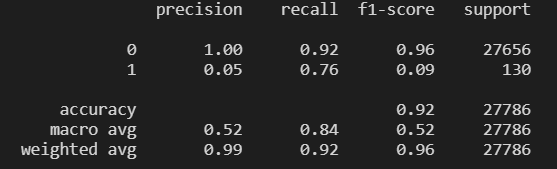 precision recall f1-score support
0 1.00 0.92 0.96 27656
1 0.05 0.76 0.09 130
accuracy 0.92 27786
macro avg 0.52 0.84 0.52 27786
weighted avg 0.99 0.92 0.96 27786